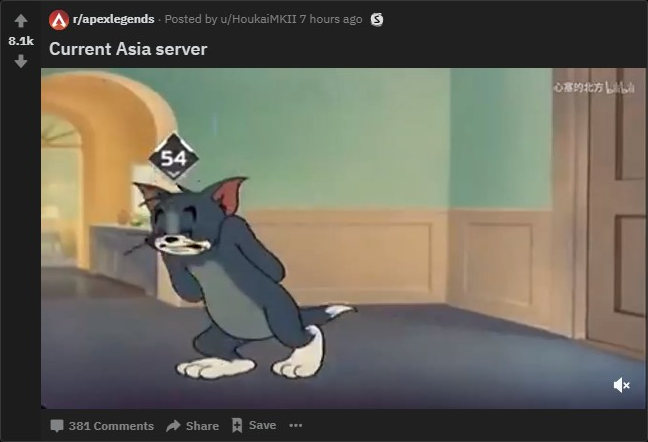 r/apexlegends · Posted by u/HoukaiMKII 7 hours ago
8.1k
Current Asia server
心塞的北方 bilibili
54
381 Comments Share Save ...